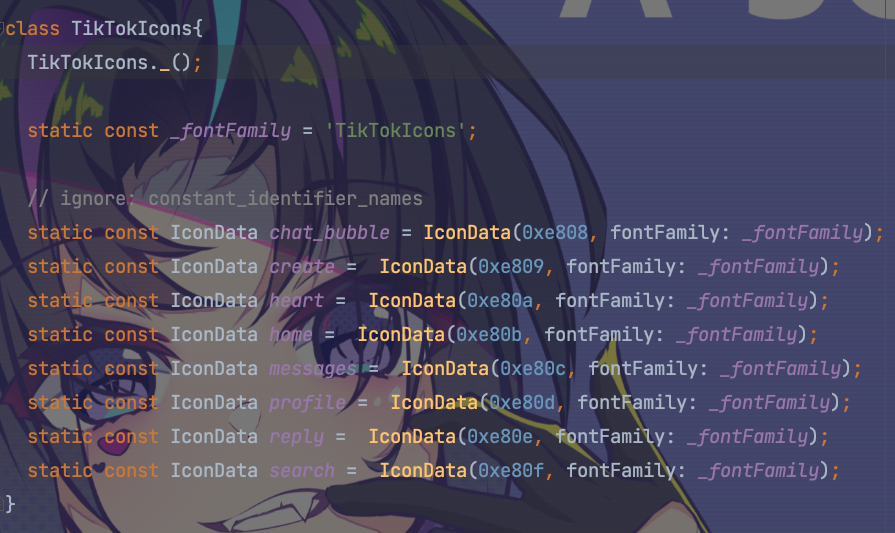 class TikTokIcons{
TikTokIcons._();
static const _fontFamily = 'TikTokIcons';
// ignore: constant_identifier_names
static const IconData chat_bubble = IconData(0xe808, fontFamily: _fontFamily);
static const IconData create =  IconData(0xe809, fontFamily: _fontFamily);
static const IconData heart =  IconData(0xe80a, fontFamily: _fontFamily);
static const IconData home =  IconData(0xe80b, fontFamily: _fontFamily);
static const IconData messages =  IconData(0xe80c, fontFamily: _fontFamily);
static const IconData profile =  IconData(0xe80d, fontFamily: _fontFamily);
static const IconData reply =  IconData(0xe80e, fontFamily: _fontFamily);
static const IconData search =  IconData(0xe80f, fontFamily: _fontFamily);
}